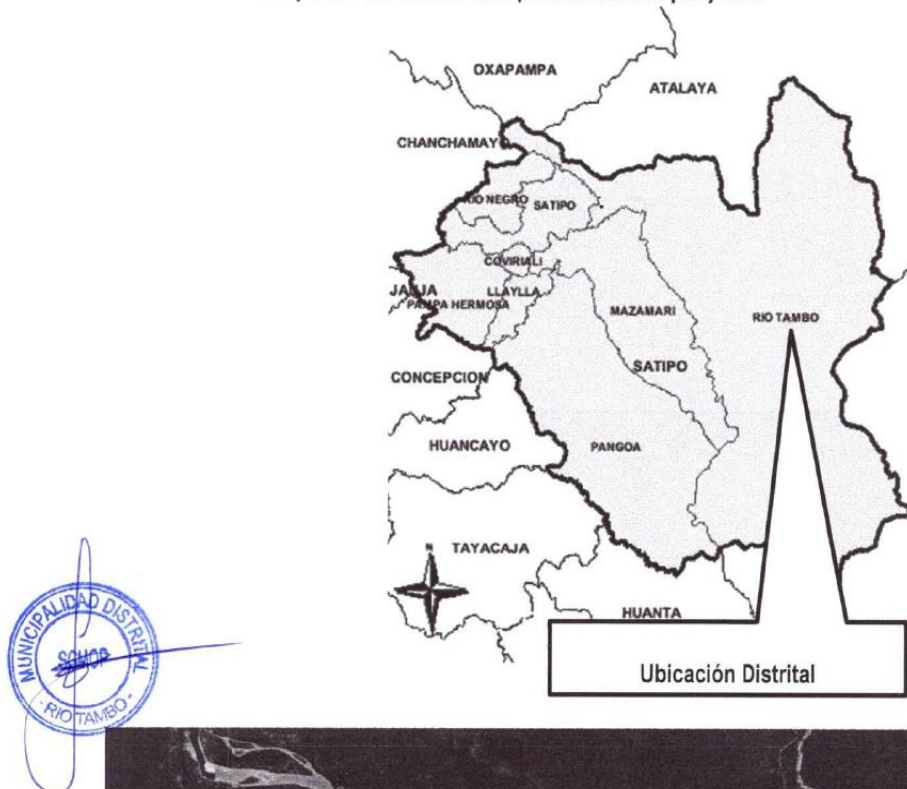 OXAPAMPA
ATALAYA
CHANCHAMAYO
RIO NEGRO
SATIPO
COVIRIALI
JAUJA
LLAYLLA
PAMPA HERMOSA
MAZAMARI
RIO TAMBO
SATIPO
CONCEPCION
HUANCAYO
PANGOA
N
TAYACAJA
HUANTA
Ubicación Distrital
MUNICIPALIDAD DISTRITAL
SGMOP
- RIO TAMBO -